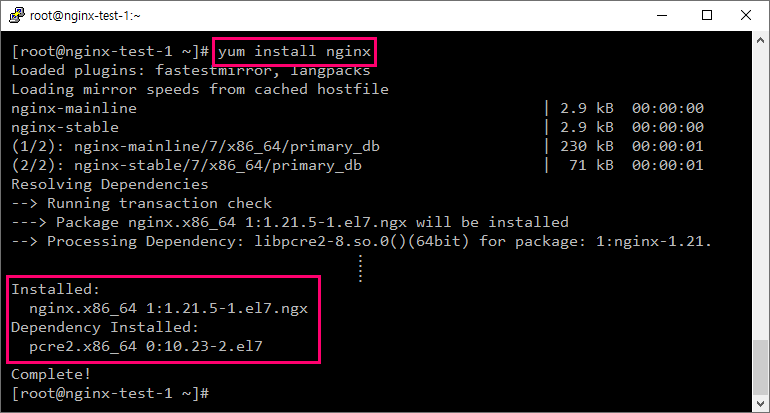 root@nginx-test-1:~
[root@nginx-test-1 ~]# yum install nginx
Loaded plugins: fastestmirror, langpacks
Loading mirror speeds from cached hostfile
nginx-mainline | 2.9 kB 00:00:00
nginx-stable | 2.9 kB 00:00:00
(1/2): nginx-mainline/7/x86_64/primary_db | 230 kB 00:00:01
(2/2): nginx-stable/7/x86_64/primary_db | 71 kB 00:00:01
Resolving Dependencies
--> Running transaction check
---> Package nginx.x86_64 1:1.21.5-1.el7.ngx will be installed
--> Processing Dependency: libpcre2-8.so.0()(64bit) for package: 1:nginx-1.21.
Installed:
nginx.x86_64 1:1.21.5-1.el7.ngx
Dependency Installed:
pcre2.x86_64 0:10.23-2.el7
Complete!
[root@nginx-test-1 ~]#